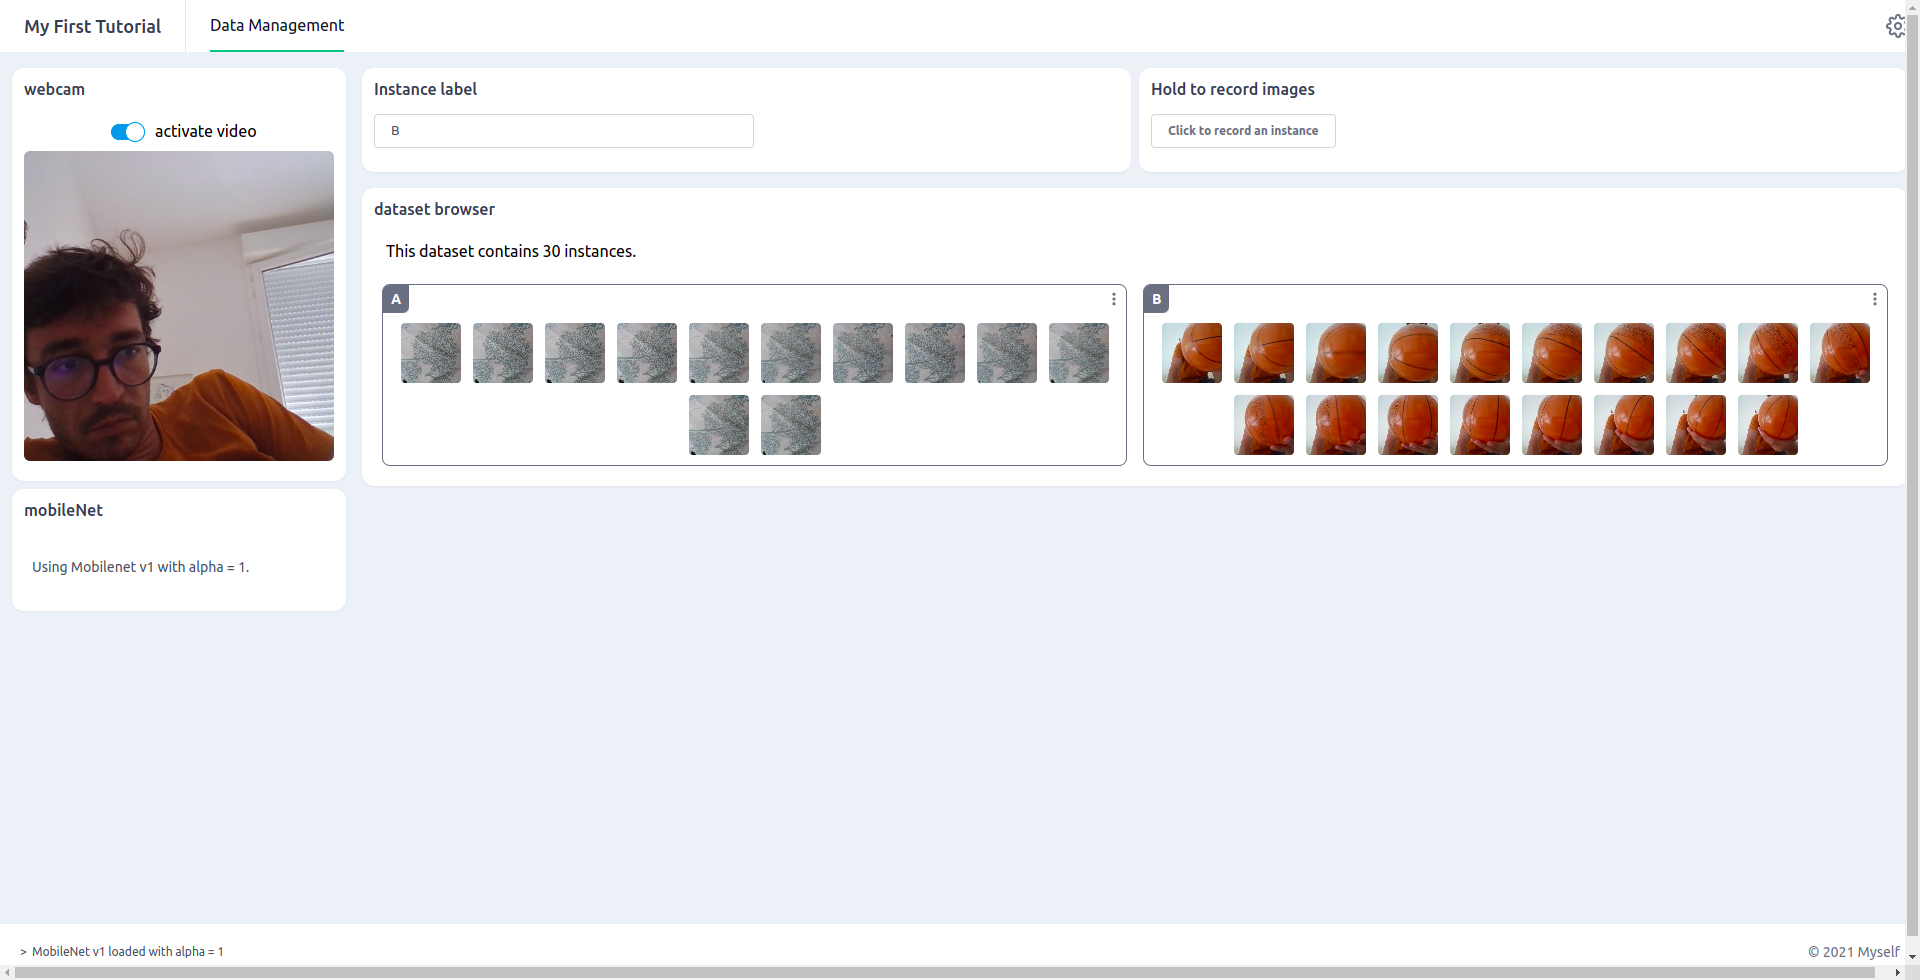 My First Tutorial
Data Management
webcam
activate video
mobileNet
Using Mobilenet v1 with alpha = 1.
Instance label
B
Hold to record images
Click to record an instance
dataset browser
This dataset contains 30 instances.
A
B
> MobileNet v1 loaded with alpha = 1
© 2021 Myself